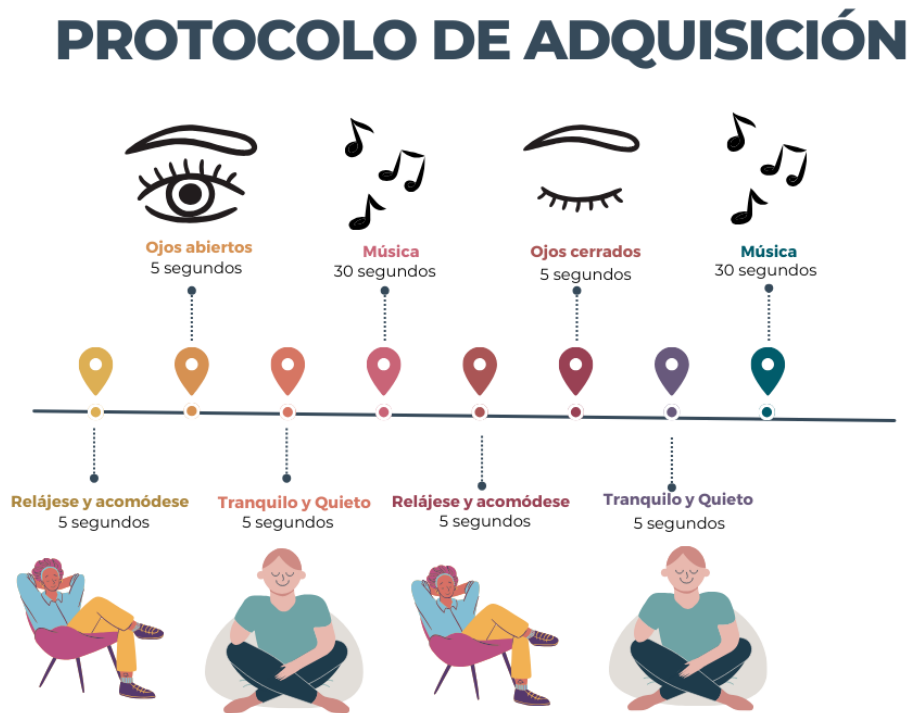 PROTOCOLO DE ADQUISICIÓN
Ojos abiertos
5 segundos
Música
30 segundos
Ojos cerrados
5 segundos
Música
30 segundos
Relájese y acomódese
5 segundos
Tranquilo y Quieto
5 segundos
Relájese y acomódese
5 segundos
Tranquilo y Quieto
5 segundos